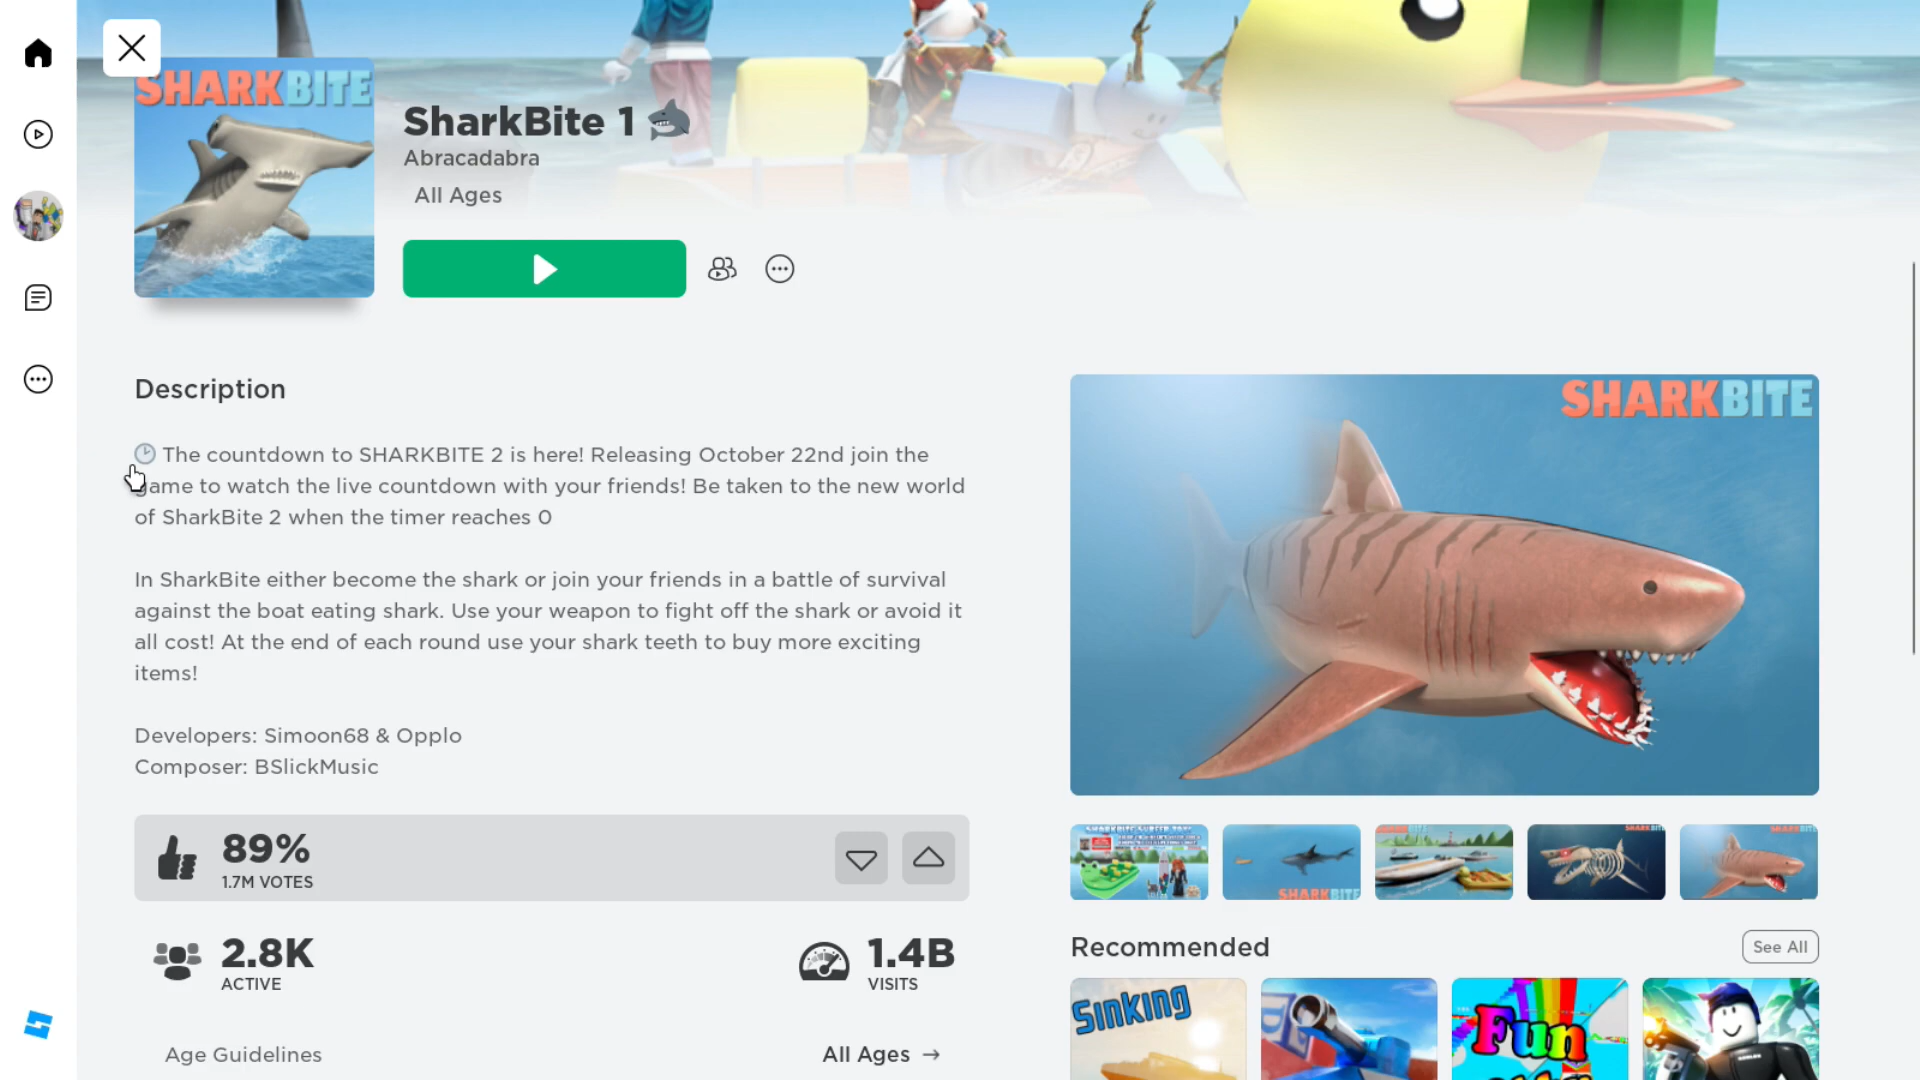 SHARKBITE
SharkBite 1
Abracadabra
All Ages
Description
The countdown to SHARKBITE 2 is here! Releasing October 22nd join the
game to watch the live countdown with your friends! Be taken to the new world
of SharkBite 2 when the timer reaches 0
In SharkBite either become the shark or join your friends in a battle of survival
against the boat eating shark. Use your weapon to fight off the shark or avoid it
all cost! At the end of each round use your shark teeth to buy more exciting
items!
Developers: Simoon68 & Opplo
Composer: BSlickMusic
89%
1.7M VOTES
2.8K
ACTIVE
1.4B
VISITS
Age Guidelines
All Ages →
SHARKBITE
SHARKBITE
Recommended
See All
SINKING
Fun